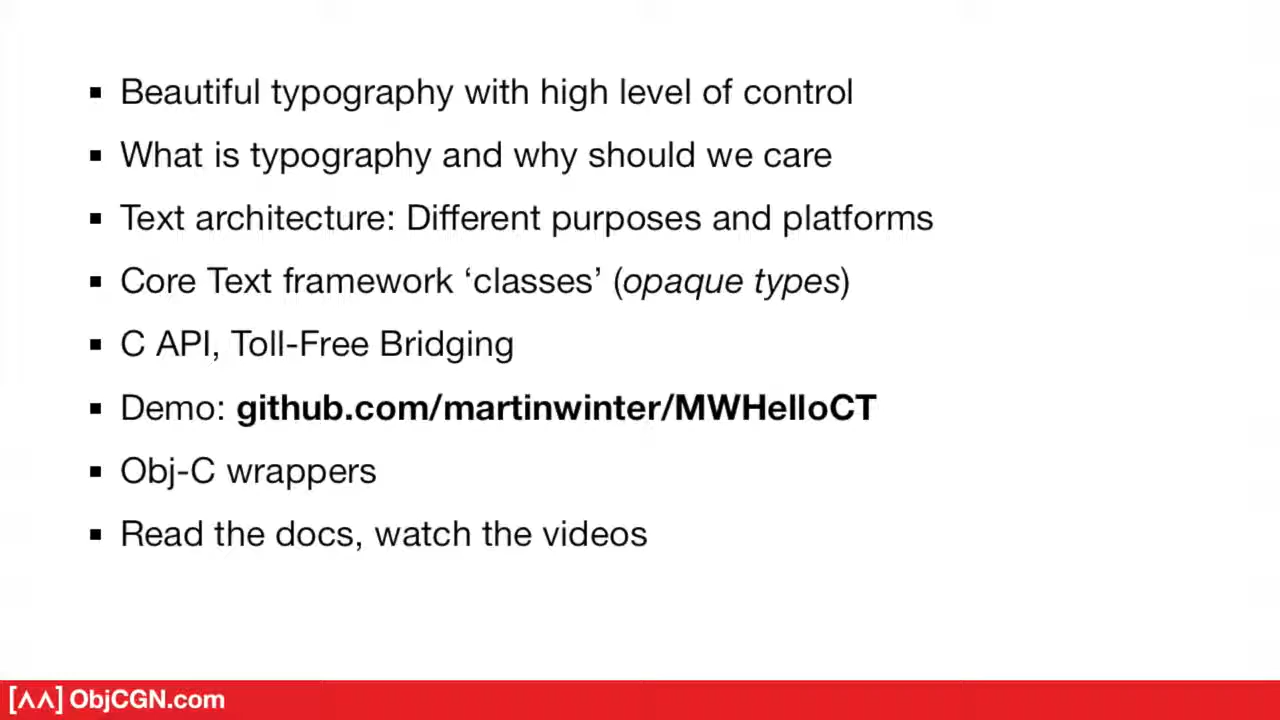 ▪ Beautiful typography with high level of control
▪ What is typography and why should we care
▪ Text architecture: Different purposes and platforms
▪ Core Text framework ‘classes’ (opaque types)
▪ C API, Toll-Free Bridging
▪ Demo: github.com/martinwinter/MWHelloCT
▪ Obj-C wrappers
▪ Read the docs, watch the videos
[ʌʌ] ObjCGN.com